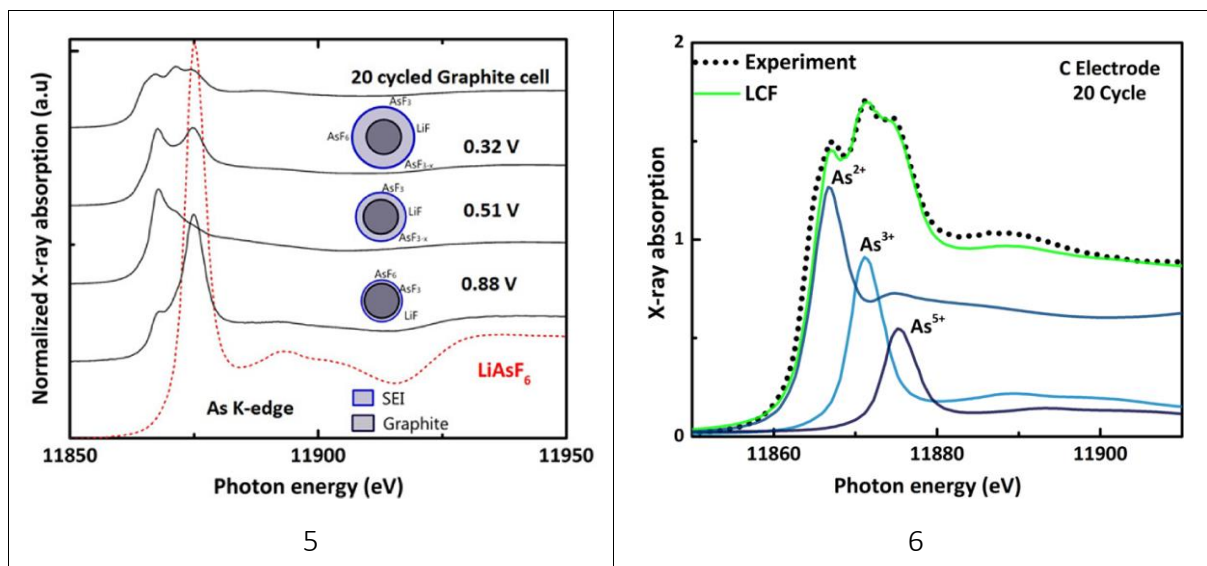 Normalized X-ray absorption (a.u)
20 cycled Graphite cell
AsF₃
AsF₆
LiF
AsF₃₋ₓ
0.32 V
AsF₃
LiF
AsF₃₋ₓ
0.51 V
AsF₆
AsF₃
LiF
0.88 V
LiAsF₆
As K-edge
SEI
Graphite
11850
11900
11950
Photon energy (eV)
5
X-ray absorption
2
1
0
Experiment
LCF
C Electrode
20 Cycle
As²⁺
As³⁺
As⁵⁺
11860
11880
11900
Photon energy (eV)
6